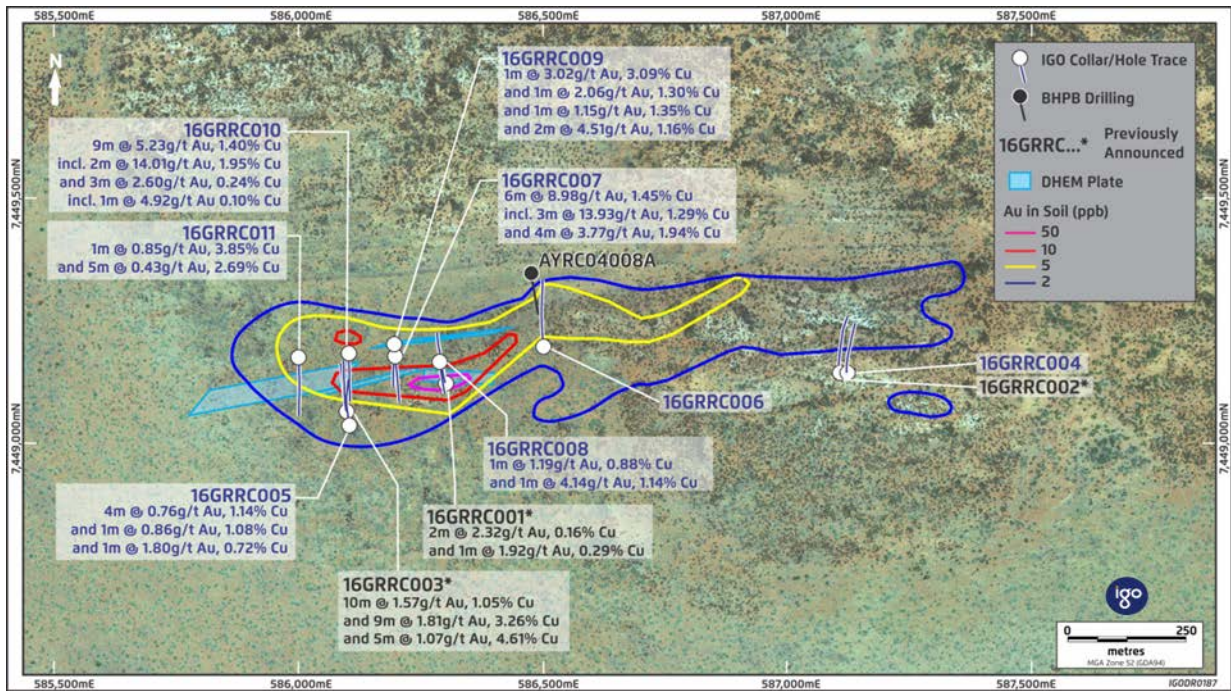 585,500mE 586,000mE 586,500mE 587,000mE 587,500mE
N
16GRRC009
1m @ 3.02g/t Au, 3.09% Cu
and 1m @ 2.06g/t Au, 1.30% Cu
and 1m @ 1.15g/t Au, 1.35% Cu
and 2m @ 4.51g/t Au, 1.16% Cu
IGO Collar/Hole Trace
BHPB Drilling
16GRRC...* Previously
Announced
DHEM Plate
Au in Soil (ppb)
50
10
5
2
16GRRC010
9m @ 5.23g/t Au, 1.40% Cu
incl. 2m @ 14.01g/t Au, 1.95% Cu
and 3m @ 2.60g/t Au, 0.24% Cu
incl. 1m @ 4.92g/t Au, 0.10% Cu
16GRRC007
6m @ 8.98g/t Au, 1.45% Cu
incl. 3m @ 13.93g/t Au, 1.29% Cu
and 4m @ 3.77g/t Au, 1.94% Cu
7,449,500mN
7,449,500mN
16GRRC011
1m @ 0.85g/t Au, 3.85% Cu
and 5m @ 0.43g/t Au, 2.69% Cu
AYRC04008A
16GRRC004
16GRRC002*
16GRRC006
7,449,000mN
7,449,000mN
16GRRC008
1m @ 1.19g/t Au, 0.88% Cu
and 1m @ 4.14g/t Au, 1.14% Cu
16GRRC005
4m @ 0.76g/t Au, 1.14% Cu
and 1m @ 0.86g/t Au, 1.08% Cu
and 1m @ 1.80g/t Au, 0.72% Cu
16GRRC001*
2m @ 2.32g/t Au, 0.16% Cu
and 1m @ 1.92g/t Au, 0.29% Cu
16GRRC003*
10m @ 1.57g/t Au, 1.05% Cu
and 9m @ 1.81g/t Au, 3.26% Cu
and 5m @ 1.07g/t Au, 4.61% Cu
igo
0 250
metres
MGA Zone 52 (GDA94)
585,500mE 586,000mE 586,500mE 587,000mE 587,500mE
IGODR0187